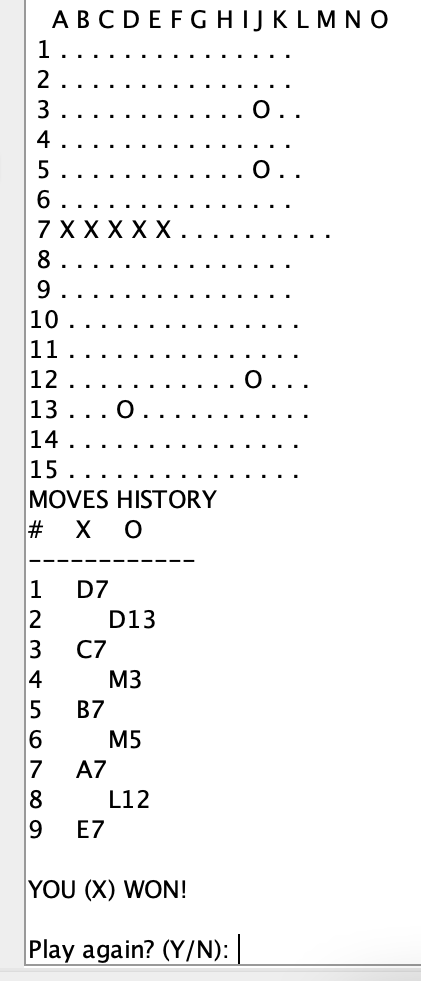 A B C D E F G H I J K L M N O
1 . . . . . . . . . . . . . . .
2 . . . . . . . . . . . . . . .
3 . . . . . . . . . . . . O . .
4 . . . . . . . . . . . . . . .
5 . . . . . . . . . . . . O . .
6 . . . . . . . . . . . . . . .
7 X X X X X . . . . . . . . . .
8 . . . . . . . . . . . . . . .
9 . . . . . . . . . . . . . . .
10 . . . . . . . . . . . . . . .
11 . . . . . . . . . . . . . . .
12 . . . . . . . . . . . O . . .
13 . . . O . . . . . . . . . . .
14 . . . . . . . . . . . . . . .
15 . . . . . . . . . . . . . . .
MOVES HISTORY
# X O
------------
1 D7
2 D13
3 C7
4 M3
5 B7
6 M5
7 A7
8 L12
9 E7
YOU (X) WON!
Play again? (Y/N):